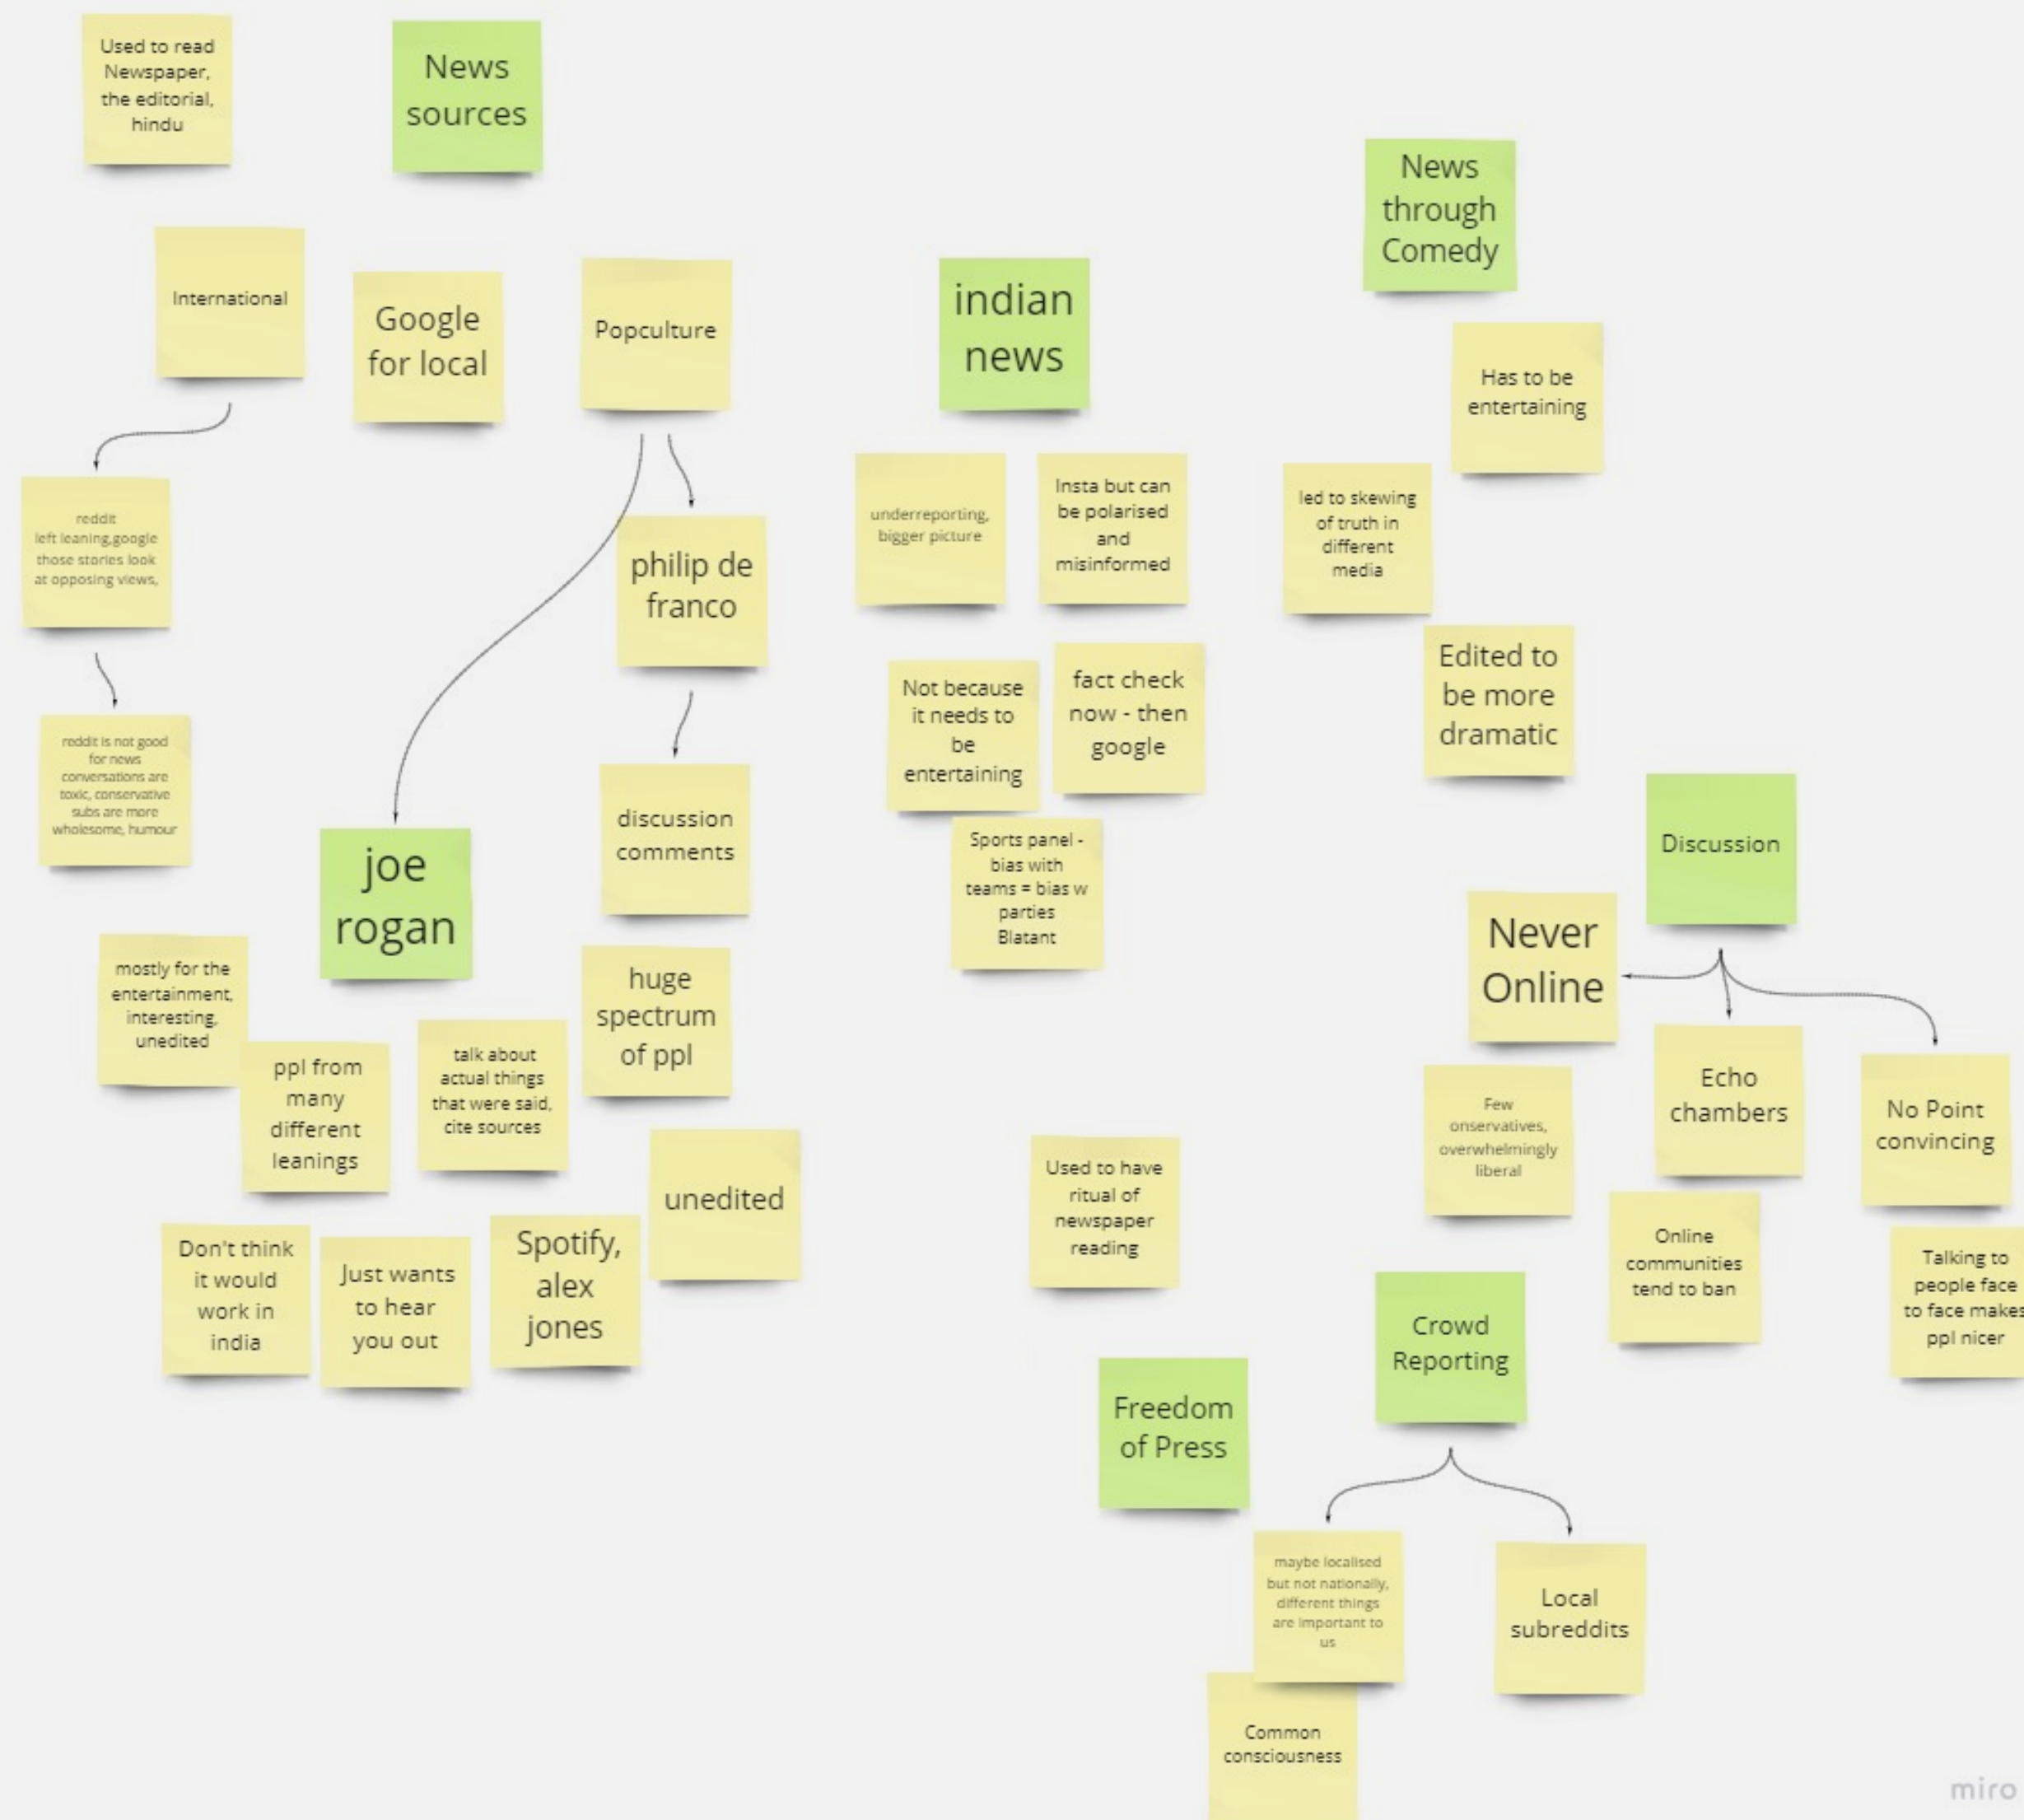 Used to read
Newspaper,
the editorial,
hindu
News
sources
International
Google
for local
Popculture
reddit
left leaning,google
those stories look
at opposing views,
philip de
franco
reddit is not good
for news
conversations are
toxic, conservative
subs are more
wholesome, humour
discussion
comments
joe
rogan
mostly for the
entertainment,
interesting,
unedited
ppl from
many
different
leanings
talk about
actual things
that were said,
cite sources
huge
spectrum
of ppl
unedited
Don't think
it would
work in
india
Just wants
to hear
you out
Spotify,
alex
jones
indian
news
underreporting,
bigger picture
Insta but can
be polarised
and
misinformed
Not because
it needs to
be
entertaining
fact check
now - then
google
Sports panel -
bias with
teams = bias w
parties
Blatant
News
through
Comedy
Has to be
entertaining
led to skewing
of truth in
different
media
Edited to
be more
dramatic
Discussion
Never
Online
Echo
chambers
No Point
convincing
Few
onservatives,
overwhelmingly
liberal
Online
communities
tend to ban
Talking to
people face
to face makes
ppl nicer
Used to have
ritual of
newspaper
reading
Freedom
of Press
Crowd
Reporting
maybe localised
but not nationally,
different things
are important to
us
Local
subreddits
Common
consciousness
miro